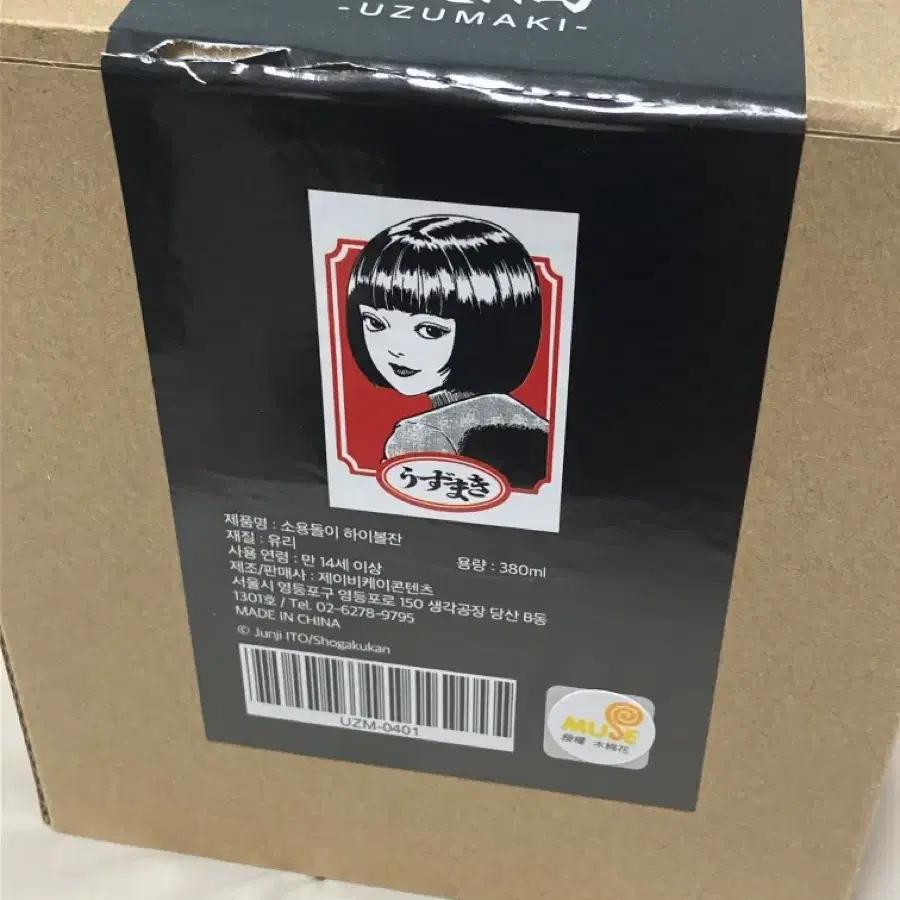 -UZUMAKI-
うずまき
제품명 : 소용돌이 하이볼잔
재질 : 유리
사용 연령 : 만 14세 이상 용량 : 380ml
제조/판매사 : 제이비케이콘텐츠
서울시 영등포구 영등포로 150 생각공장 당산 B동
1301호 / Tel. 02-6278-9795
MADE IN CHINA
© Junji ITO/Shogakukan
UZM-0401
MUSE
授權 木棉花